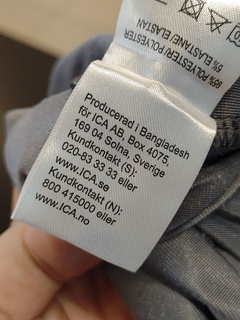 95% POLYESTER/POLYESTER
5% ELASTANE/ELASTAN
Producerad i Bangladesh
för ICA AB, Box 4075,
169 04 Solna, Sverige
Kundkontakt (S):
020-83 33 33 eller
www.ICA.se
Kundkontakt (N):
800 415000 eller
www.ICA.no